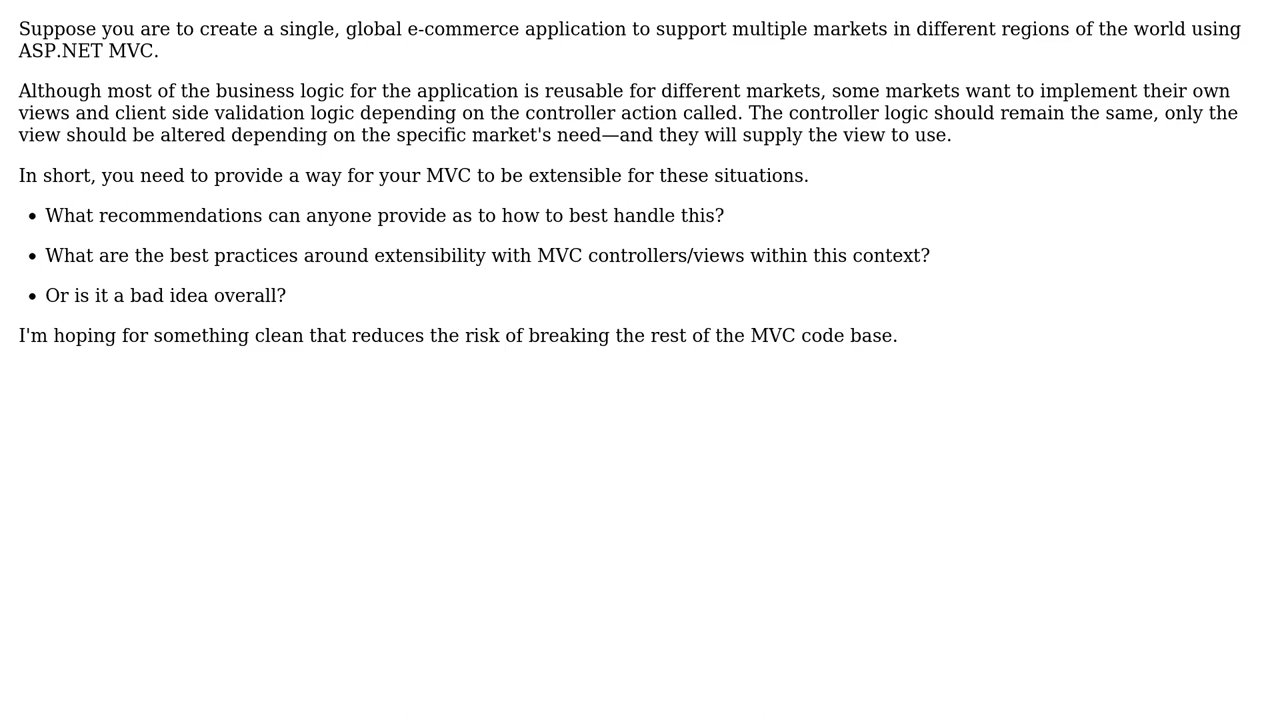 Suppose you are to create a single, global e-commerce application to support multiple markets in different regions of the world using
ASP.NET MVC.
Although most of the business logic for the application is reusable for different markets, some markets want to implement their own
views and client side validation logic depending on the controller action called. The controller logic should remain the same, only the
view should be altered depending on the specific market's need—and they will supply the view to use.
In short, you need to provide a way for your MVC to be extensible for these situations.
• What recommendations can anyone provide as to how to best handle this?
• What are the best practices around extensibility with MVC controllers/views within this context?
• Or is it a bad idea overall?
I'm hoping for something clean that reduces the risk of breaking the rest of the MVC code base.